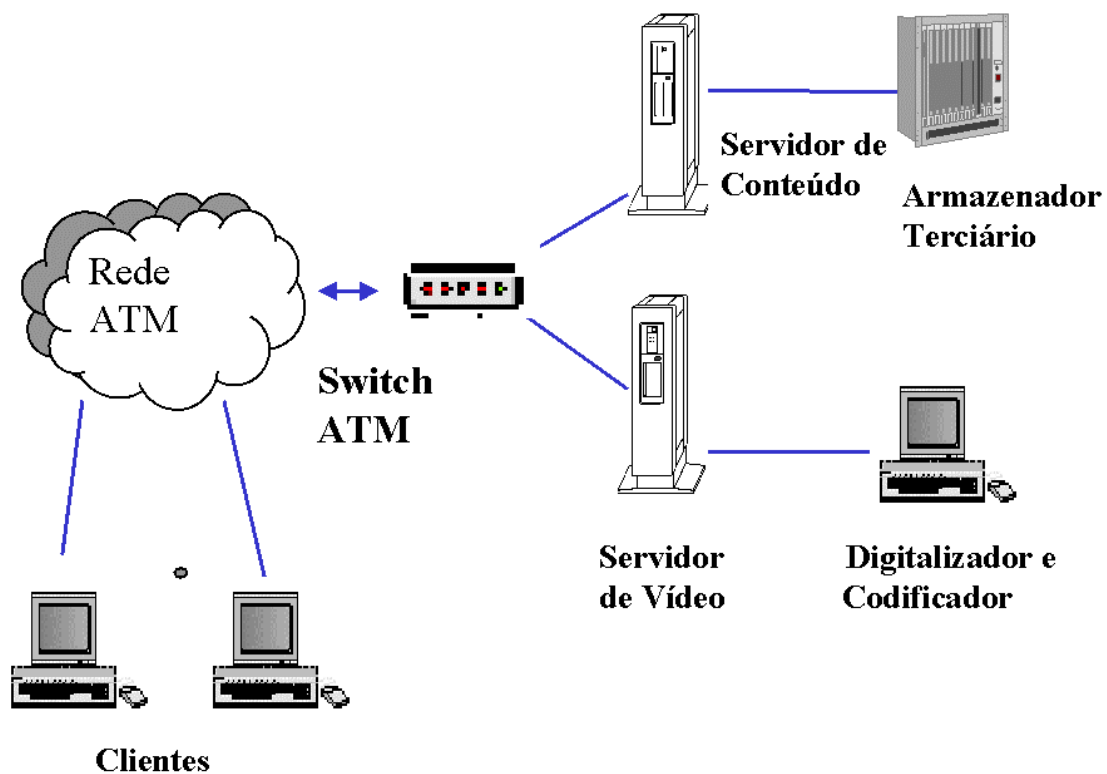 Servidor de
Conteúdo
Armazenador
Terciário
Rede
ATM
Switch
ATM
Servidor
de Vídeo
Digitalizador e
Codificador
Clientes